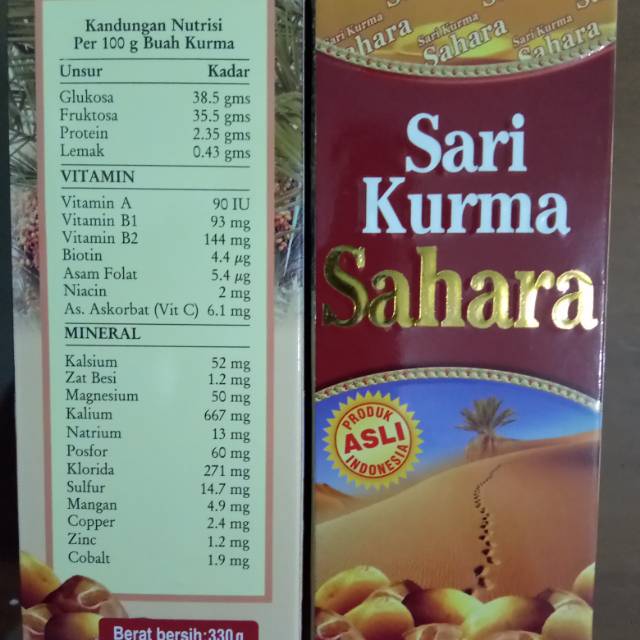 Kandungan Nutrisi
Per 100 g Buah Kurma
Unsur Kadar
Glukosa 38.5 gms
Fruktosa 35.5 gms
Protein 2.35 gms
Lemak 0.43 gms
VITAMIN
Vitamin A 90 IU
Vitamin B1 93 mg
Vitamin B2 144 mg
Biotin 4.4 µg
Asam Folat 5.4 µg
Niacin 2 mg
As. Askorbat (Vit C) 6.1 mg
MINERAL
Kalsium 52 mg
Zat Besi 1.2 mg
Magnesium 50 mg
Kalium 667 mg
Natrium 13 mg
Posfor 60 mg
Klorida 271 mg
Sulfur 14.7 mg
Mangan 4.9 mg
Copper 2.4 mg
Zinc 1.2 mg
Cobalt 1.9 mg
Berat bersih:330g
Sari Kurma
Sahara
Sari Kurma
Sahara
Sari Kurma
Sahara
Sari
Kurma
Sahara
PRODUK
ASLI
INDONESIA